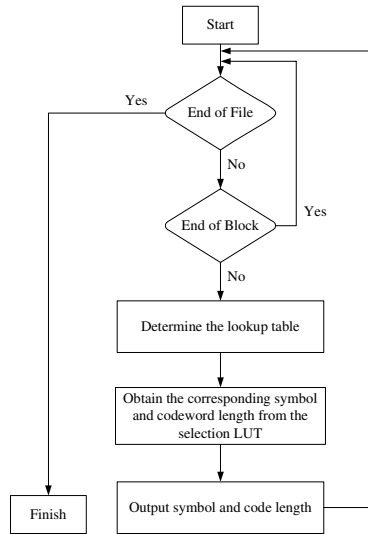 Start
Yes
End of File
No
End of Block
Yes
No
Determine the lookup table
Obtain the corresponding symbol
and codeword length from the
selection LUT
Output symbol and code length
Finish